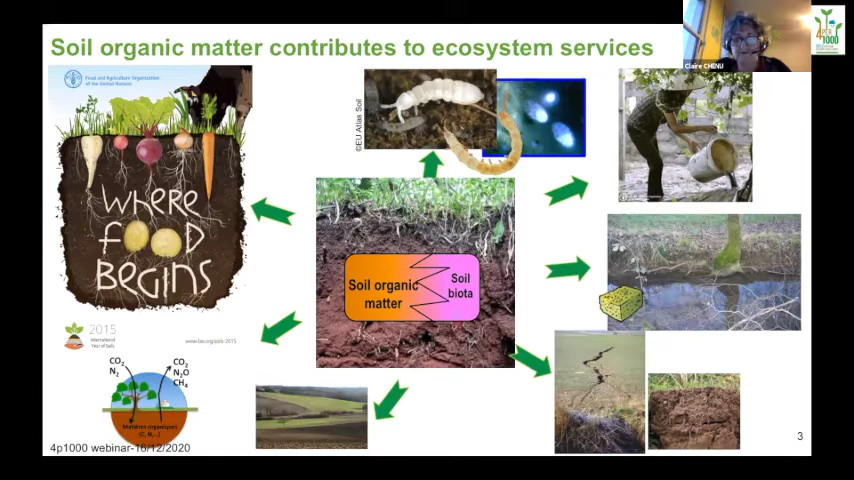 Soil organic matter contributes to ecosystem services
Claire CHENU
4PER
1000
Food and Agriculture Organization
of the United Nations
©EU Atlas Soil
WHERE
FOOD
BEGINS
Soil organic
matter
Soil
biota
2015
International
Year of Soils
www.fao.org/soils-2015
CO2
N2
CO2
N2O
CH4
Matières organiques
(C, N,...)
4p1000 webinar-16/12/2020
3